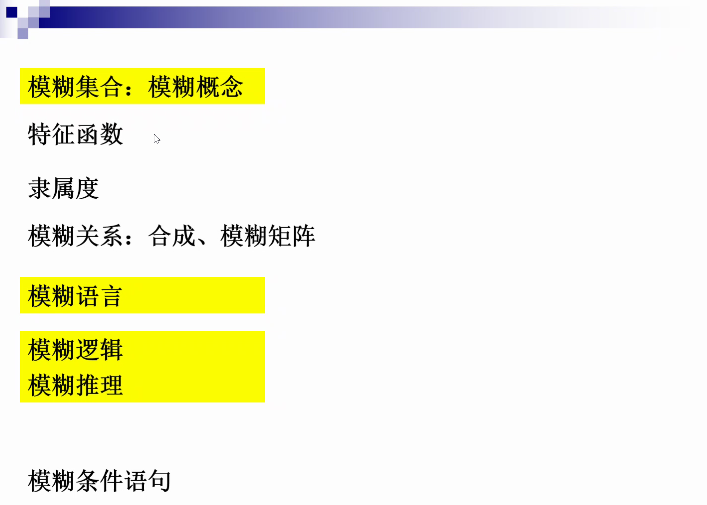 模糊集合：模糊概念
特征函数
隶属度
模糊关系：合成、模糊矩阵
模糊语言
模糊逻辑
模糊推理
模糊条件语句